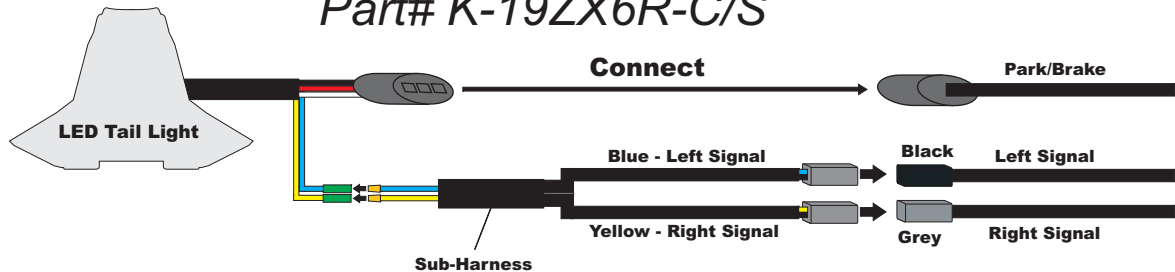 Part# K-19ZX6R-C/S
Connect
Park/Brake
LED Tail Light
Blue - Left Signal
Black
Left Signal
Yellow - Right Signal
Grey
Right Signal
Sub-Harness